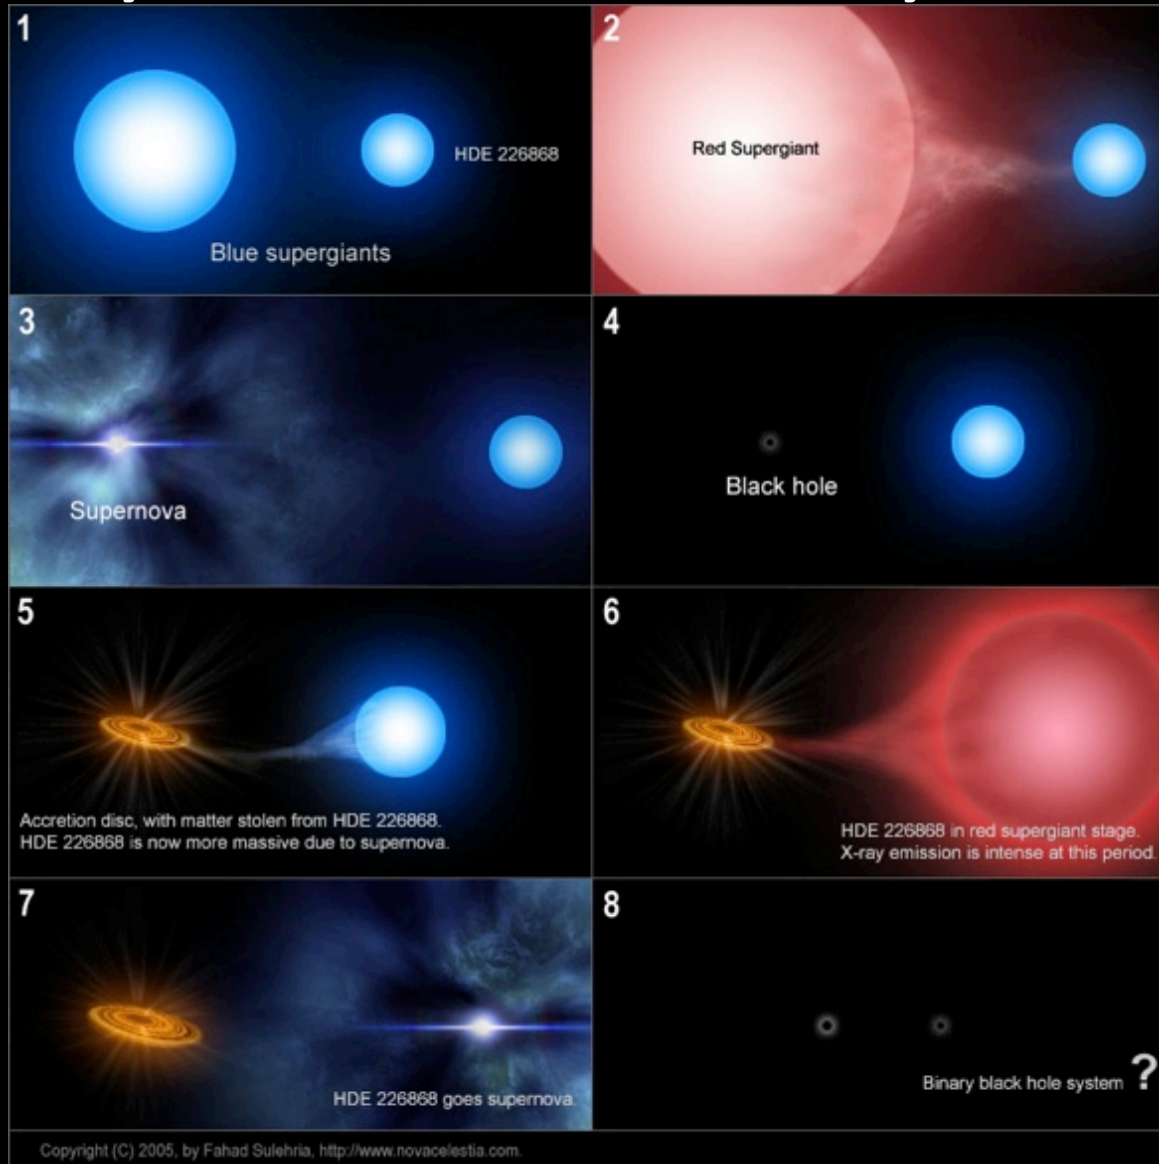 1
HDE 226868
Blue supergiants
2
Red Supergiant
3
Supernova
4
Black hole
5
Accretion disc, with matter stolen from HDE 226868.
HDE 226868 is now more massive due to supernova.
6
HDE 226868 in red supergiant stage.
X-ray emission is intense at this period.
7
HDE 226868 goes supernova.
8
Binary black hole system ?
Copyright (C) 2005, by Fahad Sulehria, http://www.novacelestia.com.